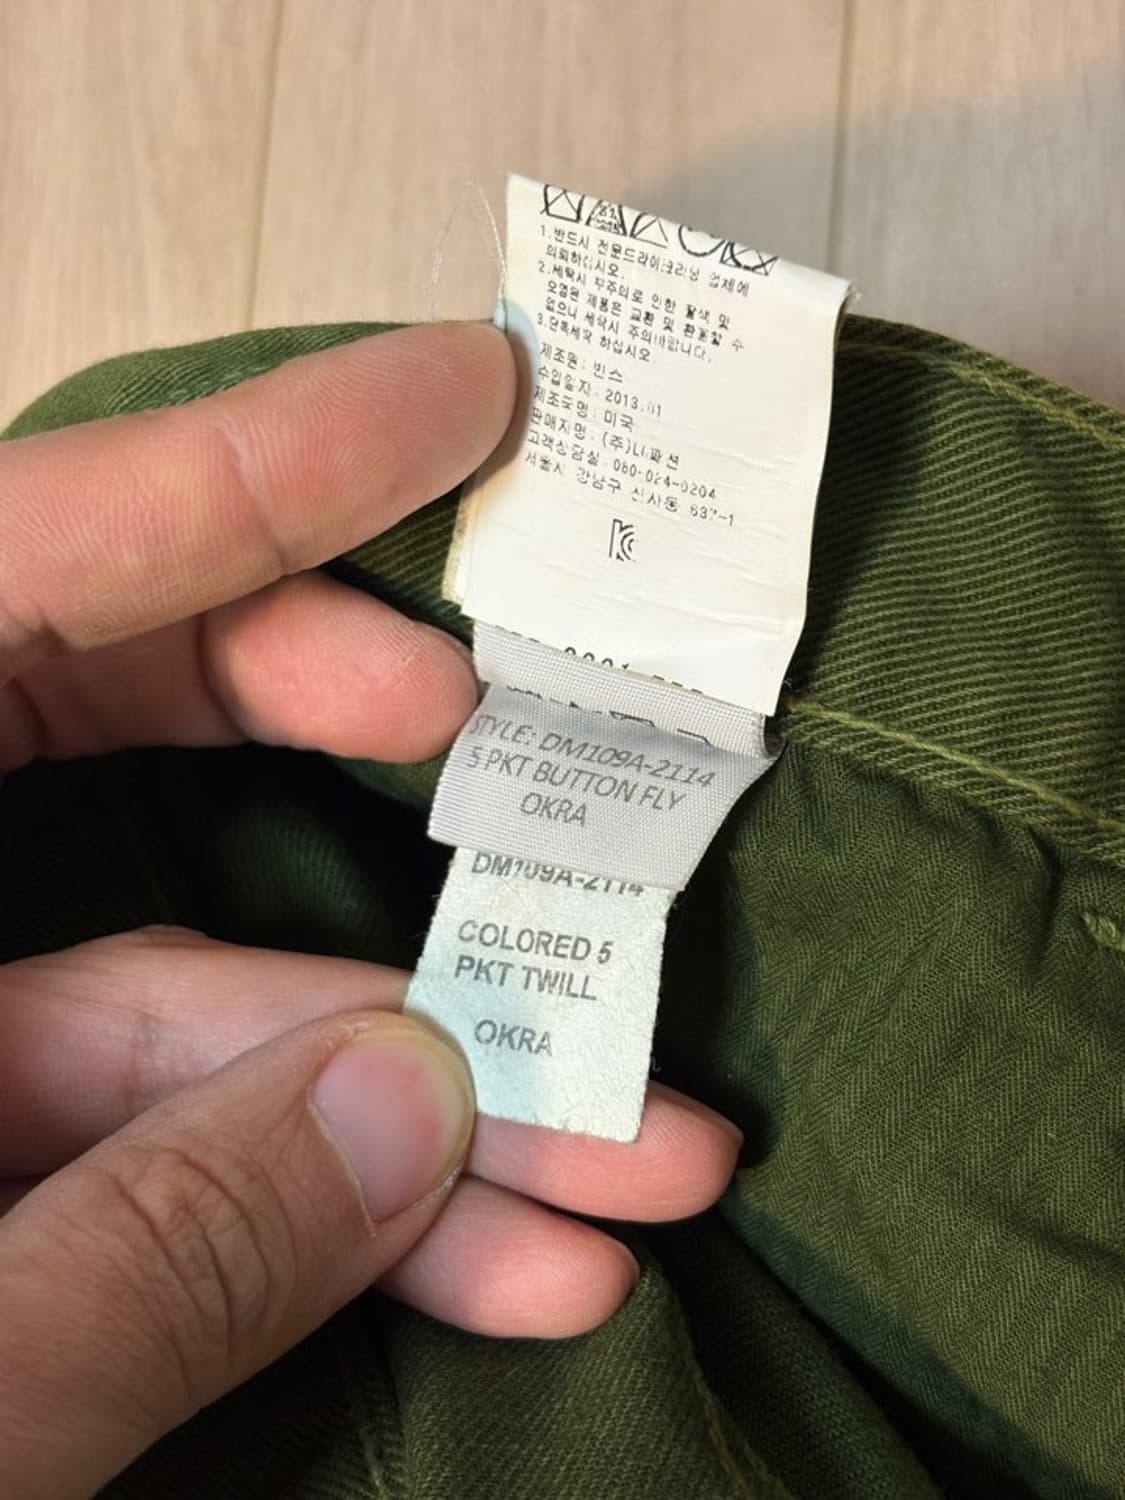 1.반드시 전문드라이크리닝 업체에
의뢰하십시오.
2.세탁시 부주의로 인한 탈색 및
오염된 제품은 교환 및 환불할 수
없으니 세탁시 주의바랍니다.
3.단독세탁 하십시오
제조원: 빈스
수입일자: 2013.01
제조국명: 미국
판매자명: (주)LI패션
고객상담실: 080-024-0204
서울시 강남구 신사동 637-1
STYLE: DM109A-2114
5 PKT BUTTON FLY
OKRA
DM109A-2114
COLORED 5
PKT TWILL
OKRA